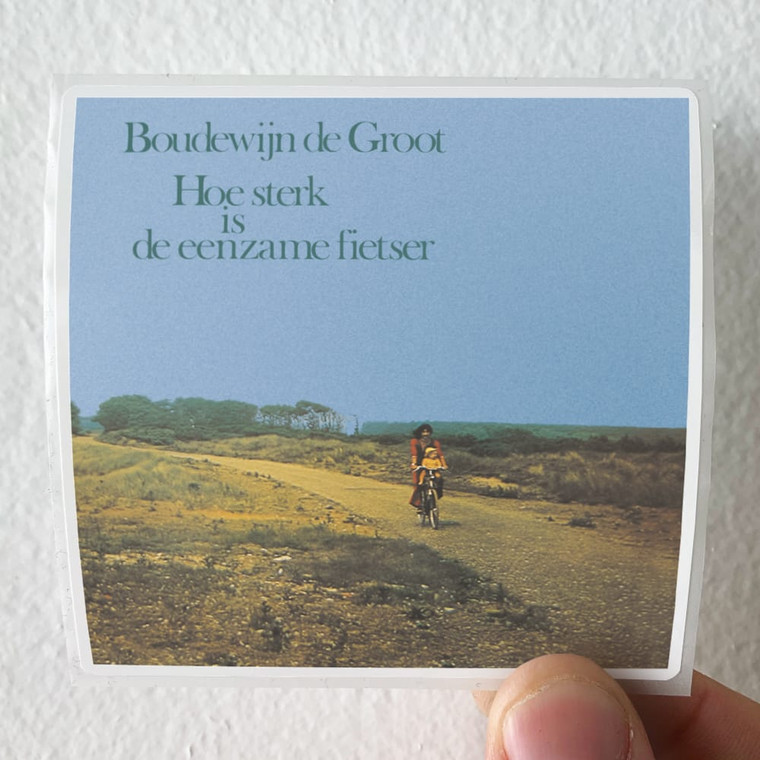 Boudewijn de Groot
Hoe sterk
is
de eenzame fietser